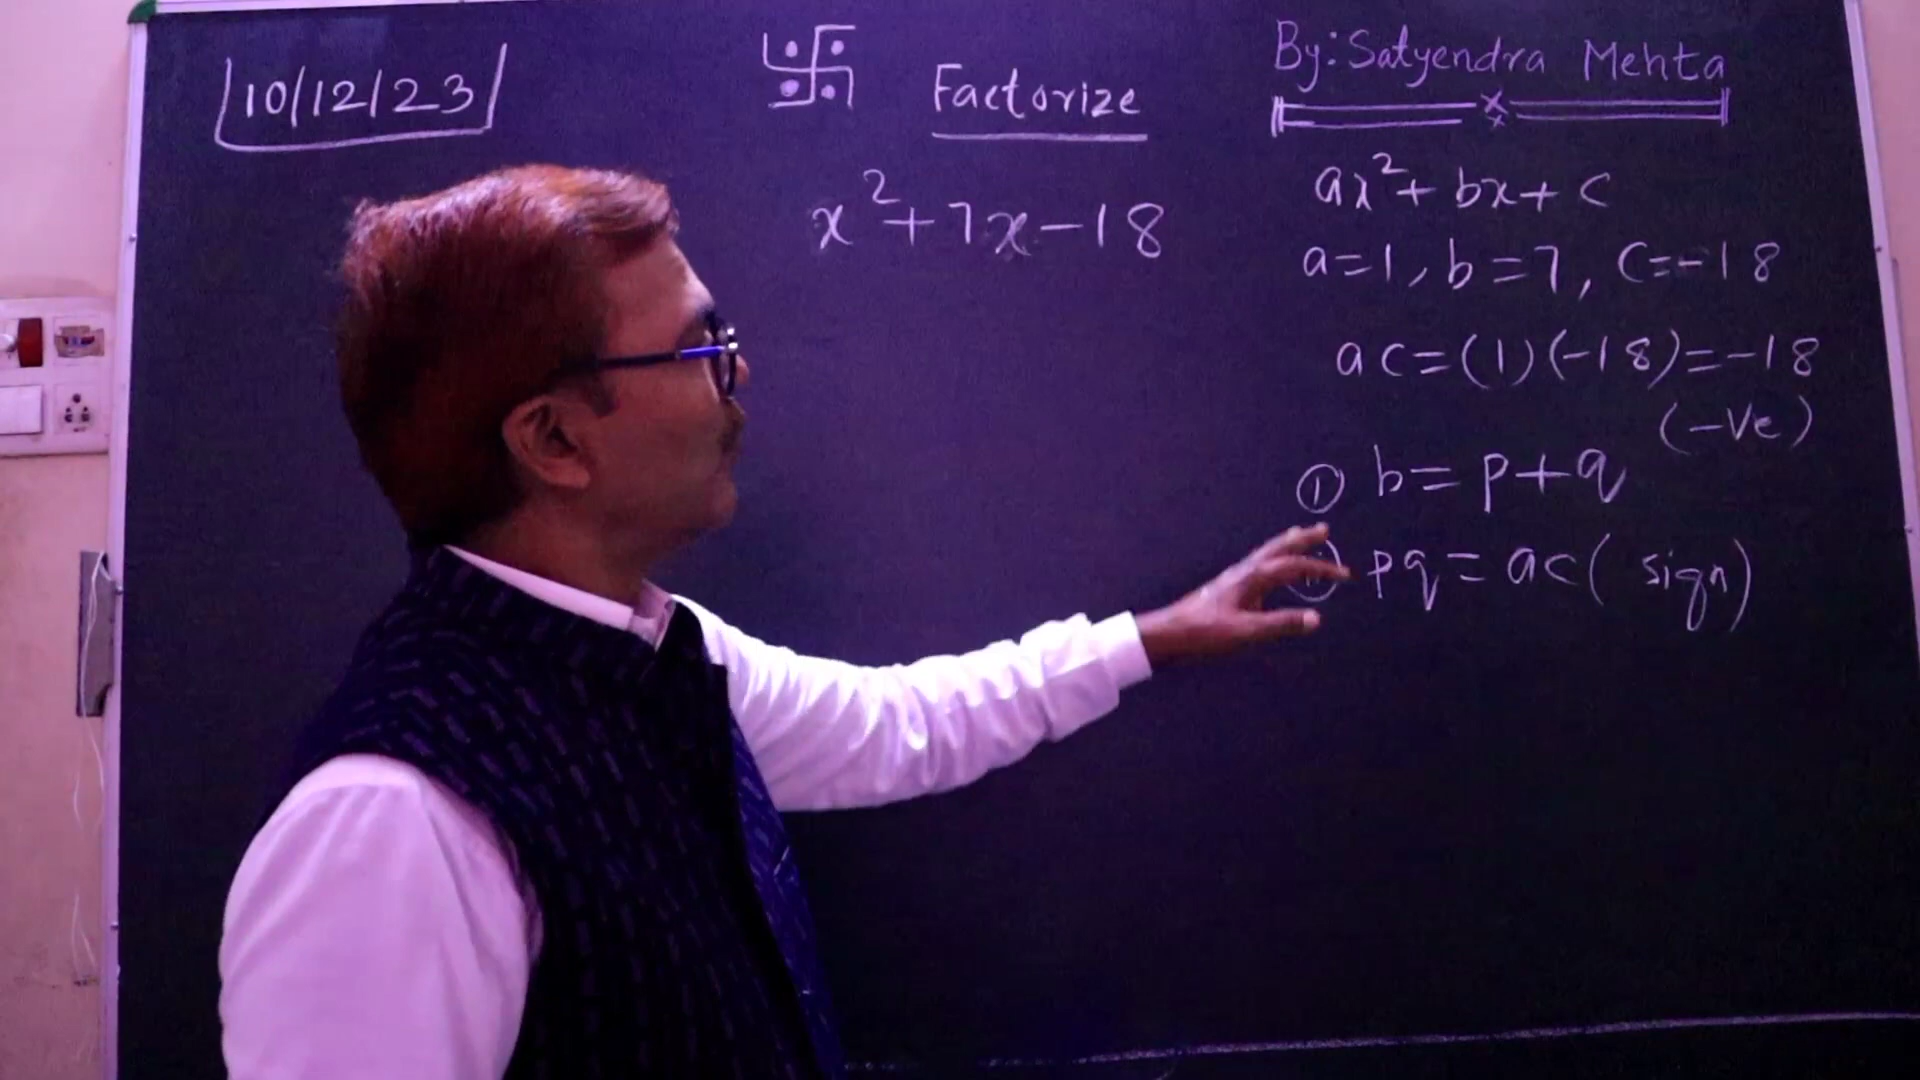 10/12/23
Factorize
x²+7x-18
By: Satyendra Mehta
ax²+bx+c
a=1, b=7, c=-18
ac=(1)(-18)=-18
(-Ve)
① b=p+q
pq=ac( sign)